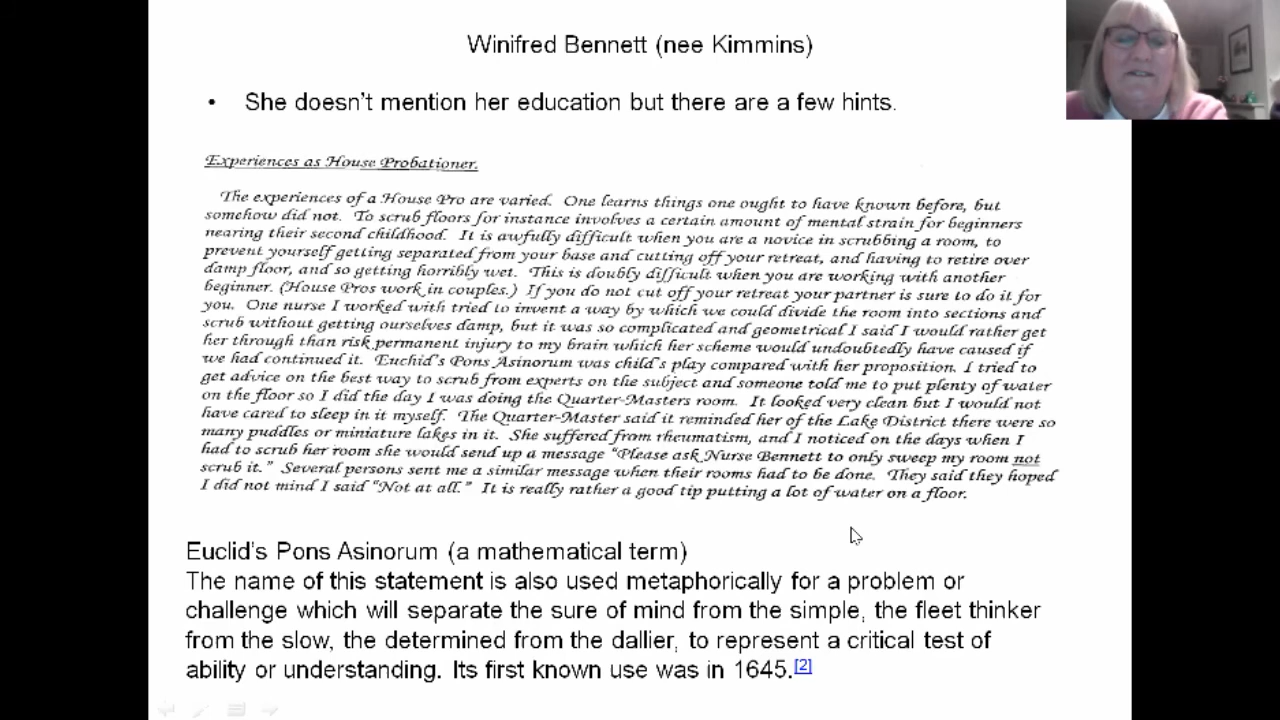 Winifred Bennett (nee Kimmins)
• She doesn't mention her education but there are a few hints.
Experiences as House Probationer.
The experiences of a House Pro are varied. One learns things one ought to have known before, but
somehow did not. To scrub floors for instance involves a certain amount of mental strain for beginners
nearing their second childhood. It is awfully difficult when you are a novice in scrubbing a room, to
prevent yourself getting separated from your base and cutting off your retreat, and having to retire over
damp floor, and so getting horribly wet. This is doubly difficult when you are working with another
beginner. (House Pros work in couples.) If you do not cut off your retreat your partner is sure to do it for
you. One nurse I worked with tried to invent a way by which we could divide the room into sections and
scrub without getting ourselves damp, but it was so complicated and geometrical I said I would rather get
her through than risk permanent injury to my brain which her scheme would undoubtedly have caused if
we had continued it. Euclid's Pons Asinorum was child's play compared with her proposition. I tried to
get advice on the best way to scrub from experts on the subject and someone told me to put plenty of water
on the floor so I did the day I was doing the Quarter-Masters room. It looked very clean but I would not
have cared to sleep in it myself. The Quarter-Master said it reminded her of the Lake District there were so
many puddles or miniature lakes in it. She suffered from rheumatism, and I noticed on the days when I
had to scrub her room she would send up a message "Please ask Nurse Bennett to only sweep my room not
scrub it." Several persons sent me a similar message when their rooms had to be done. They said they hoped
I did not mind I said "Not at all." It is really rather a good tip putting a lot of water on a floor.
Euclid's Pons Asinorum (a mathematical term)
The name of this statement is also used metaphorically for a problem or
challenge which will separate the sure of mind from the simple, the fleet thinker
from the slow, the determined from the dallier, to represent a critical test of
ability or understanding. Its first known use was in 1645.[2]